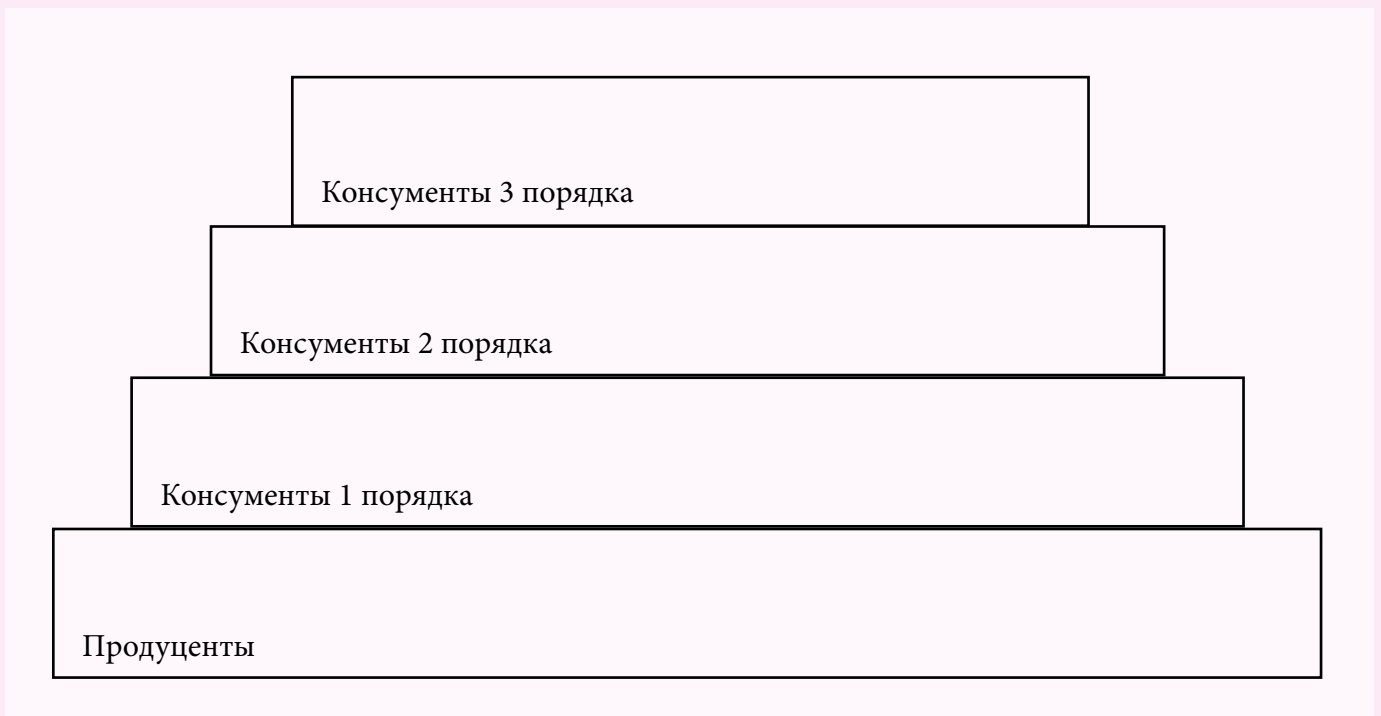 Консументы 3 порядка
Консументы 2 порядка
Консументы 1 порядка
Продуценты